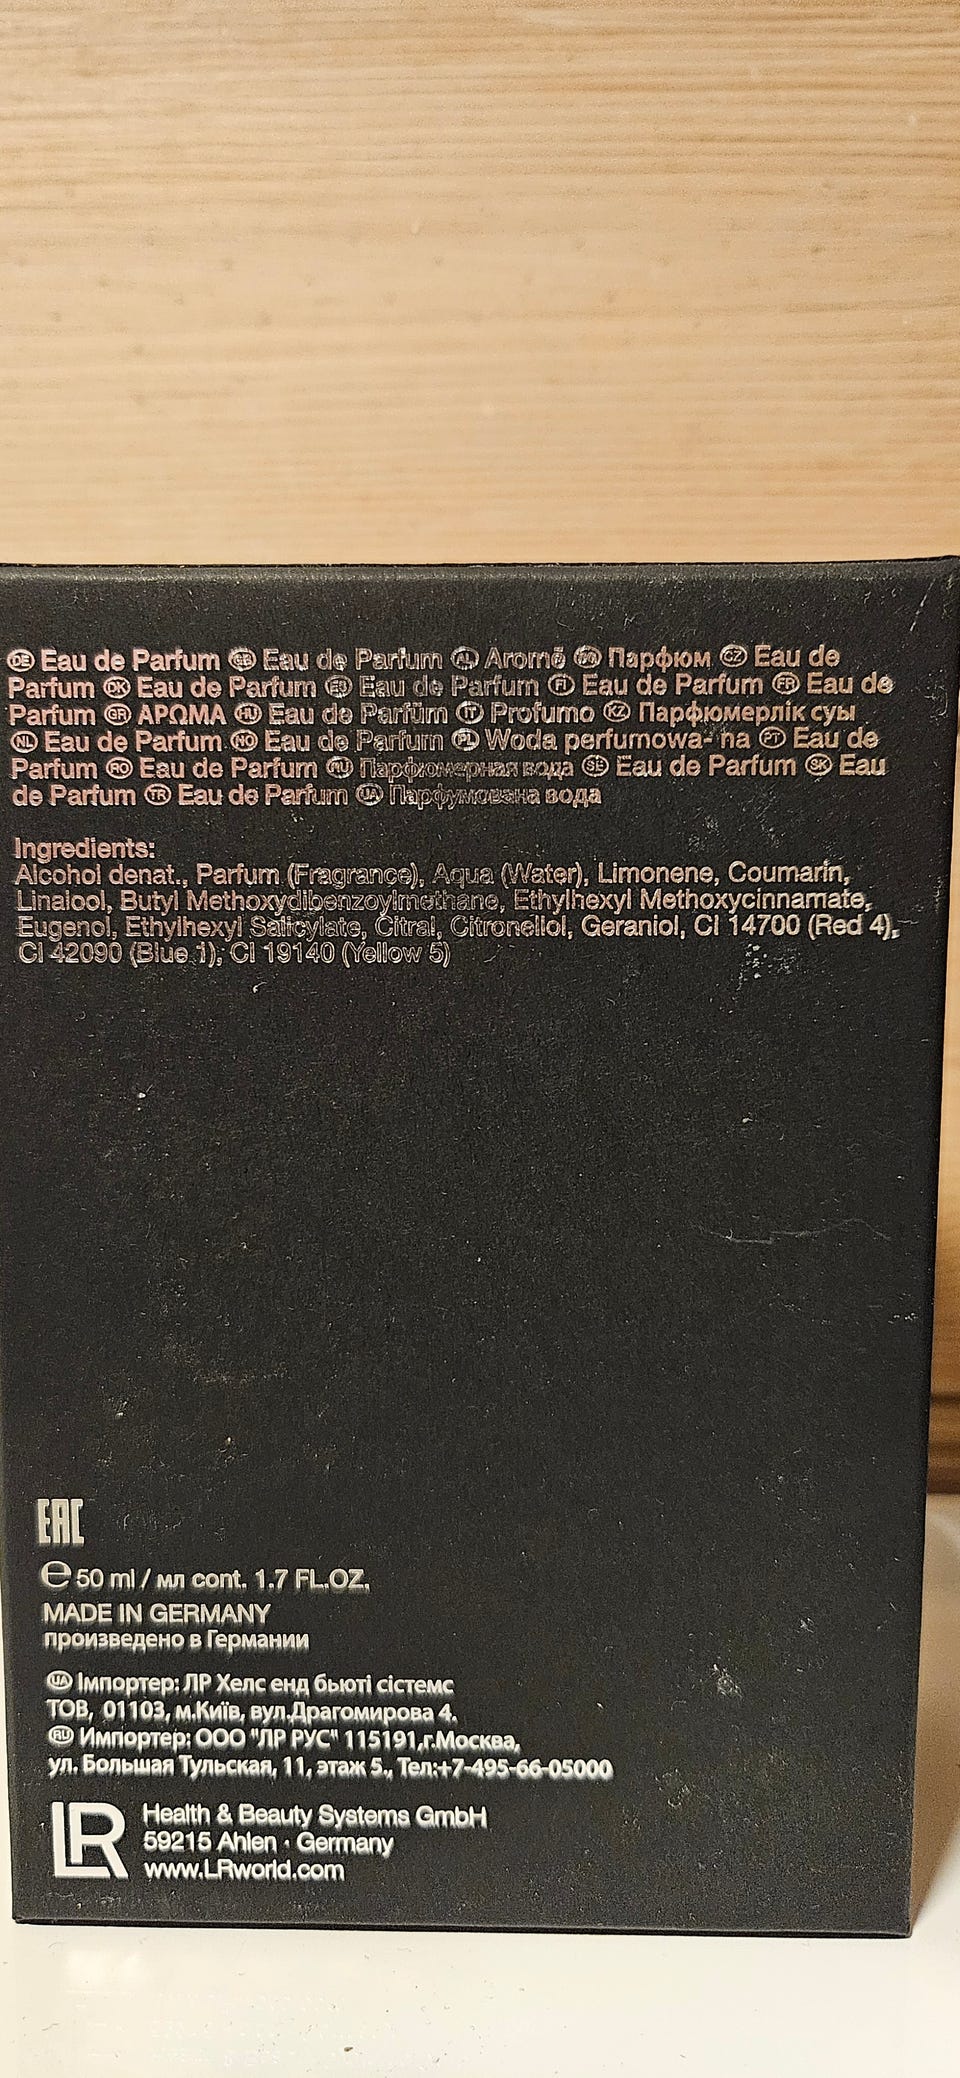 DE Eau de Parfum GB Eau de Parfum AL Aromë BG Парфюм CZ Eau de
Parfum DK Eau de Parfum Eau de Parfum FI Eau de Parfum FR Eau de
Parfum GR ΑΡΩΜΑ HU Eau de Parfüm IT Profumo KZ Парфюмерлік суы
NL Eau de Parfum NO Eau de Parfum PL Woda perfumowa- na PT Eau de
Parfum RO Eau de Parfum RU Парфюмерная вода SE Eau de Parfum SK Eau
de Parfum TR Eau de Parfum UA Парфумована вода
Ingredients:
Alcohol denat., Parfum (Fragrance), Aqua (Water), Limonene, Coumarin,
Linalool, Butyl Methoxydibenzoylmethane, Ethylhexyl Methoxycinnamate,
Eugenol, Ethylhexyl Salicylate, Citral, Citronellol, Geraniol, CI 14700 (Red 4),
CI 42090 (Blue 1), CI 19140 (Yellow 5)
EAC
e 50 ml / мл cont. 1.7 FL.OZ.
MADE IN GERMANY
произведено в Германии
UA Імпортер: ЛР Хелс енд бьюті сістемс
ТОВ, 01103, м.Київ, вул.Драгомирова 4.
RU Импортер: ООО "ЛР РУС" 115191,г.Москва,
ул. Большая Тульская, 11, этаж 5., Тел:+7-495-66-05000
LR Health & Beauty Systems GmbH
59215 Ahlen · Germany
www.LRworld.com